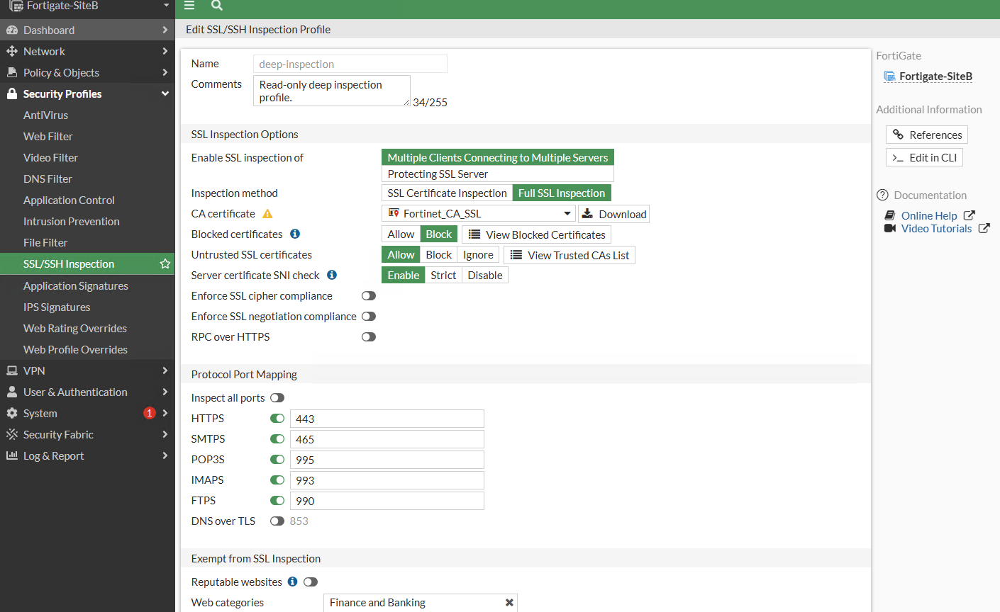 Fortigate-SiteB
Dashboard
Network
Policy & Objects
Security Profiles
AntiVirus
Web Filter
Video Filter
DNS Filter
Application Control
Intrusion Prevention
File Filter
SSL/SSH Inspection
Application Signatures
IPS Signatures
Web Rating Overrides
Web Profile Overrides
VPN
User & Authentication
System 1
Security Fabric
Log & Report
Edit SSL/SSH Inspection Profile
Name deep-inspection
Comments Read-only deep inspection
profile.
34/255
SSL Inspection Options
Enable SSL inspection of Multiple Clients Connecting to Multiple Servers
Protecting SSL Server
Inspection method SSL Certificate Inspection Full SSL Inspection
CA certificate Fortinet_CA_SSL Download
Blocked certificates Allow Block View Blocked Certificates
Untrusted SSL certificates Allow Block Ignore View Trusted CAs List
Server certificate SNI check Enable Strict Disable
Enforce SSL cipher compliance
Enforce SSL negotiation compliance
RPC over HTTPS
Protocol Port Mapping
Inspect all ports
HTTPS 443
SMTPS 465
POP3S 995
IMAPS 993
FTPS 990
DNS over TLS 853
Exempt from SSL Inspection
Reputable websites
Web categories Finance and Banking
FortiGate
Fortigate-SiteB
Additional Information
References
>_ Edit in CLI
Documentation
Online Help
Video Tutorials